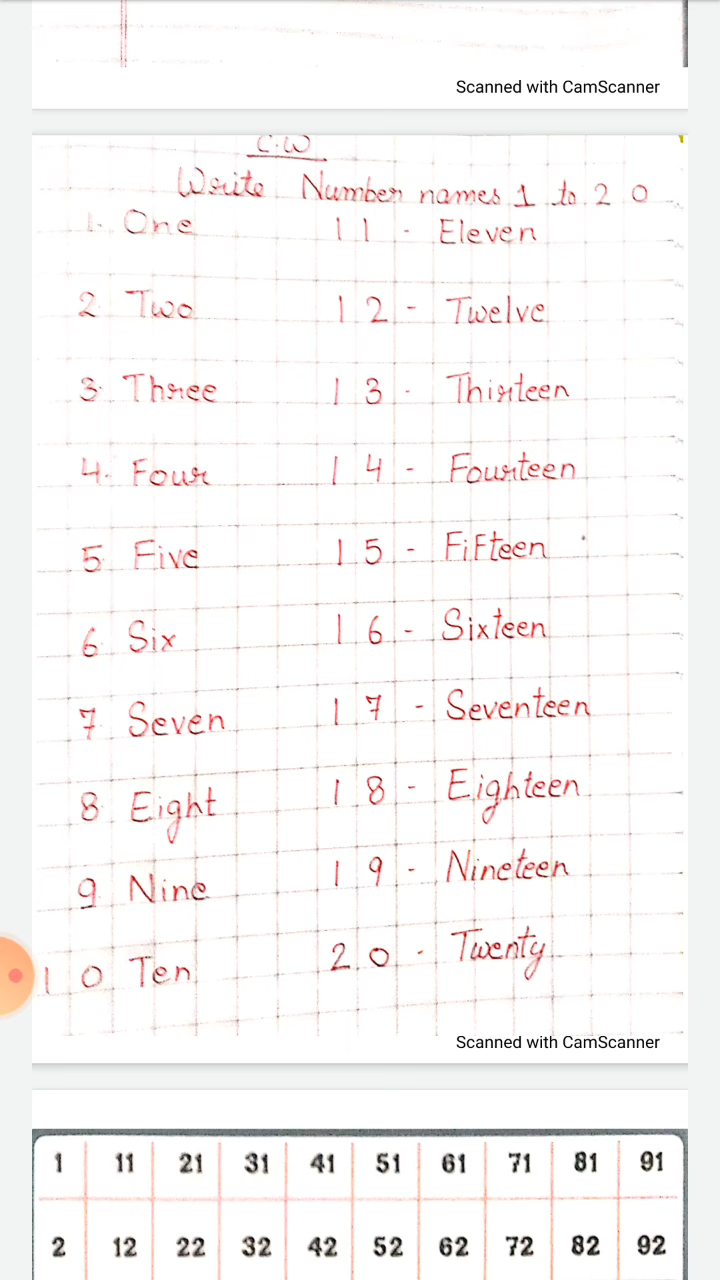 Scanned with CamScanner
C.W
Write Number names 1 to 20
1. One 11 - Eleven
2. Two 12 - Twelve
3. Three 13 - Thirteen
4. Four 14 - Fourteen
5. Five 15 - Fifteen
6. Six 16 - Sixteen
7 Seven 17 - Seventeen
8 Eight 18 - Eighteen
9 Nine 19 - Nineteen
10 Ten 20 - Twenty
Scanned with CamScanner
1 11 21 31 41 51 61 71 81 91
2 12 22 32 42 52 62 72 82 92